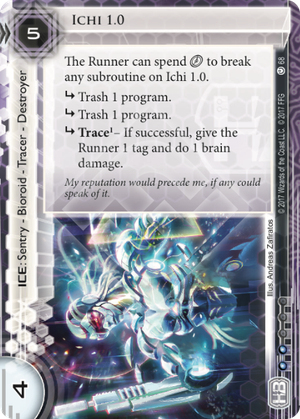 5
ICHI 1.0
The Runner can spend to break
any subroutine on Ichi 1.0.
↳ Trash 1 program.
↳ Trash 1 program.
↳ Trace¹– If successful, give the
Runner 1 tag and do 1 brain
damage.
My reputation would precede me, if any could
speak of it.
ICE: Sentry - Bioroid - Tracer - Destroyer
68
© 2017 Wizards of the Coast LLC. © 2017 FFG
Illus. Andreas Zafiratos
4
HB